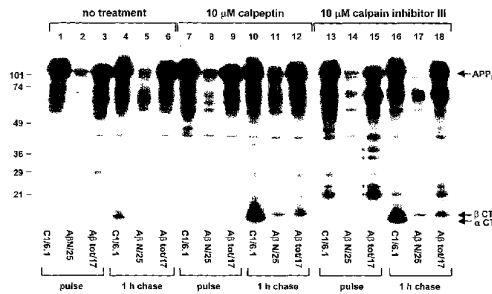 no treatment 10 µM calpeptin 10 µM calpain inhibitor III
1 2 3 4 5 6 7 8 9 10 11 12 13 14 15 16 17 18
101
74
49
36
29
21
APP
β CT
α CT
C1/6.1 Aβ N/25 Aβ tot/17 C1/6.1 Aβ N/25 Aβ tot/17 C1/6.1 Aβ N/25 Aβ tot/17 C1/6.1 Aβ N/25 Aβ tot/17 C1/6.1 Aβ N/25 Aβ tot/17 C1/6.1 Aβ N/25 Aβ tot/17
pulse 1 h chase pulse 1 h chase pulse 1 h chase